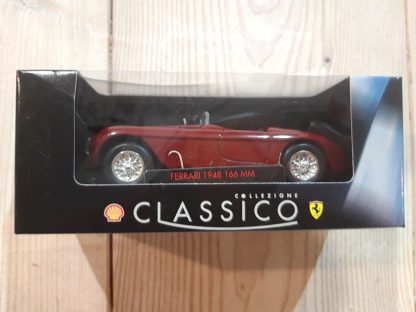 FERRARI 1948 166 MM
COLLEZIONE
CLASSICO